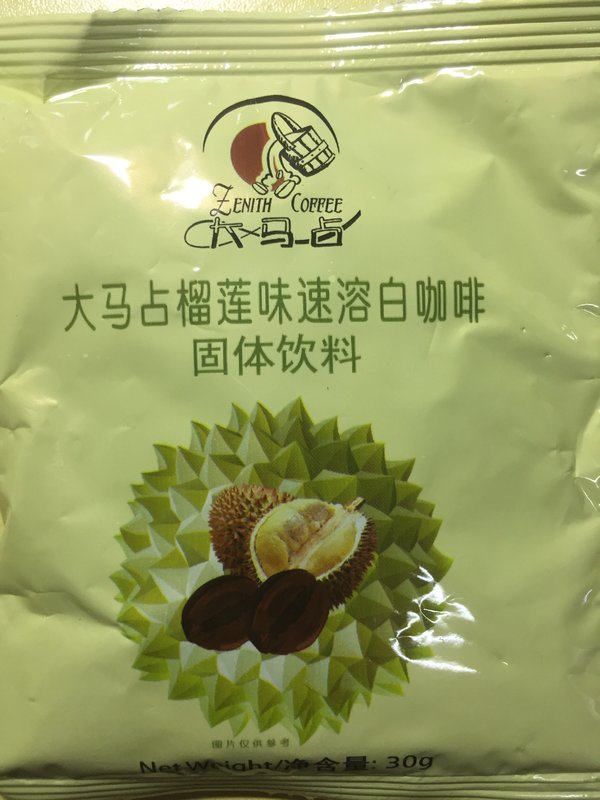 ZENITH COFFEE
大马占
大马占榴莲味速溶白咖啡
固体饮料
图片仅供参考
Net Weight/净含量: 30g